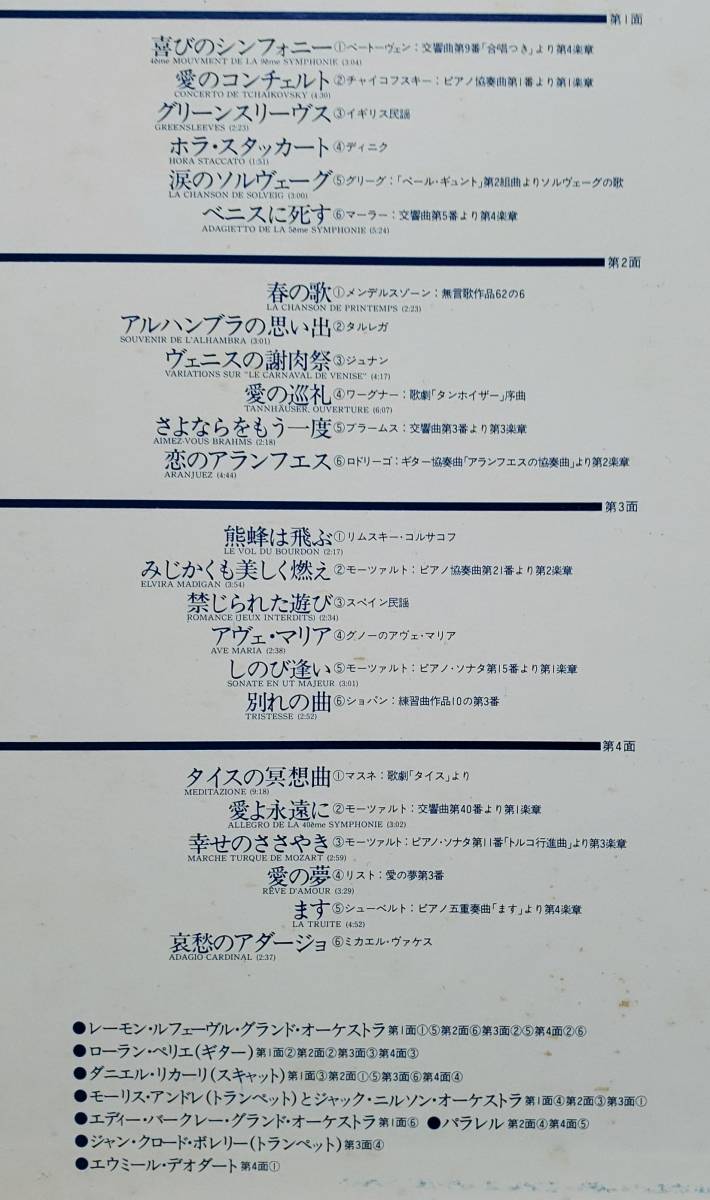 第1面
喜びのシンフォニー①ベートーヴェン：交響曲第9番「合唱つき」より第4楽章
4ème MOUVMENT DE LA 9ème SYMPHONIE (3:04)
愛のコンチェルト②チャイコフスキー：ピアノ協奏曲第1番より第1楽章
CONCERTO DE TCHAIKOVSKY (4:30)
グリーンスリーヴス③イギリス民謡
GREENSLEEVES (2:23)
ホラ・スタッカート④ディニク
HORA STACCATO (1:51)
涙のソルヴェーグ⑤グリーグ：「ペール・ギュント」第2組曲よりソルヴェーグの歌
LA CHANSON DE SOLVEIG (3:00)
ベニスに死す⑥マーラー：交響曲第5番より第4楽章
ADAGIETTO DE LA 5ème SYMPHONIE (5:24)
第2面
春の歌①メンデルスゾーン：無言歌作品62の6
LA CHANSON DE PRINTEMPS (2:23)
アルハンブラの思い出②タルレガ
SOUVENIR DE L'ALHAMBRA (3:01)
ヴェニスの謝肉祭③ジュナン
VARIATIONS SUR "LE CARNAVAL DE VENISE" (4:17)
愛の巡礼④ワーグナー：歌劇「タンホイザー」序曲
TANNHÄUSER, OUVERTURE (6:07)
さよならをもう一度⑤ブラームス：交響曲第3番より第3楽章
AIMEZ-VOUS BRAHMS (2:18)
恋のアランフエス⑥ロドリーゴ：ギター協奏曲「アランフエスの協奏曲」より第2楽章
ARANJUEZ (4:44)
第3面
熊蜂は飛ぶ①リムスキー・コルサコフ
LE VOL DU BOURDON (2:17)
みじかくも美しく燃え②モーツァルト：ピアノ協奏曲第21番より第2楽章
ELVIRA MADIGAN (3:54)
禁じられた遊び③スペイン民謡
ROMANCE (JEUX INTERDITS) (2:34)
アヴェ・マリア④グノーのアヴェ・マリア
AVE MARIA (2:38)
しのび逢い⑤モーツァルト：ピアノ・ソナタ第15番より第1楽章
SONATE EN UT MAJEUR (3:01)
別れの曲⑥ショパン：練習曲作品10の第3番
TRISTESSE (2:52)
第4面
タイスの冥想曲①マスネ：歌劇「タイス」より
MEDITAZIONE (9:18)
愛よ永遠に②モーツァルト：交響曲第40番より第1楽章
ALLEGRO DE LA 40ème SYMPHONIE (3:02)
幸せのささやき③モーツァルト：ピアノ・ソナタ第11番「トルコ行進曲」より第3楽章
MARCHE TURQUE DE MOZART (2:59)
愛の夢④リスト：愛の夢第3番
RÊVE D'AMOUR (3:29)
ます⑤シューベルト：ピアノ五重奏曲「ます」より第4楽章
LA TRUITE (4:52)
哀愁のアダージョ⑥ミカエル・ヴァケス
ADAGIO CARDINAL (2:37)
●レーモン・ルフェーヴル・グランド・オーケストラ 第1面①⑤第2面⑥第3面②⑤第4面②⑥
●ローラン・ペリエ(ギター)第1面②第2面②第3面③第4面③
●ダニエル・リカーリ(スキャット)第1面③第2面①⑤第3面⑥第4面④
●モーリス・アンドレ(トランペット)とジャック・ニルソン・オーケストラ 第1面④第2面③第3面①
●エディー・バークレー・グランド・オーケストラ 第1面⑥ ●パラレル 第2面④第4面⑤
●ジャン・クロード・ボレリー(トランペット)第3面④
●エウミール・デオダート 第4面①